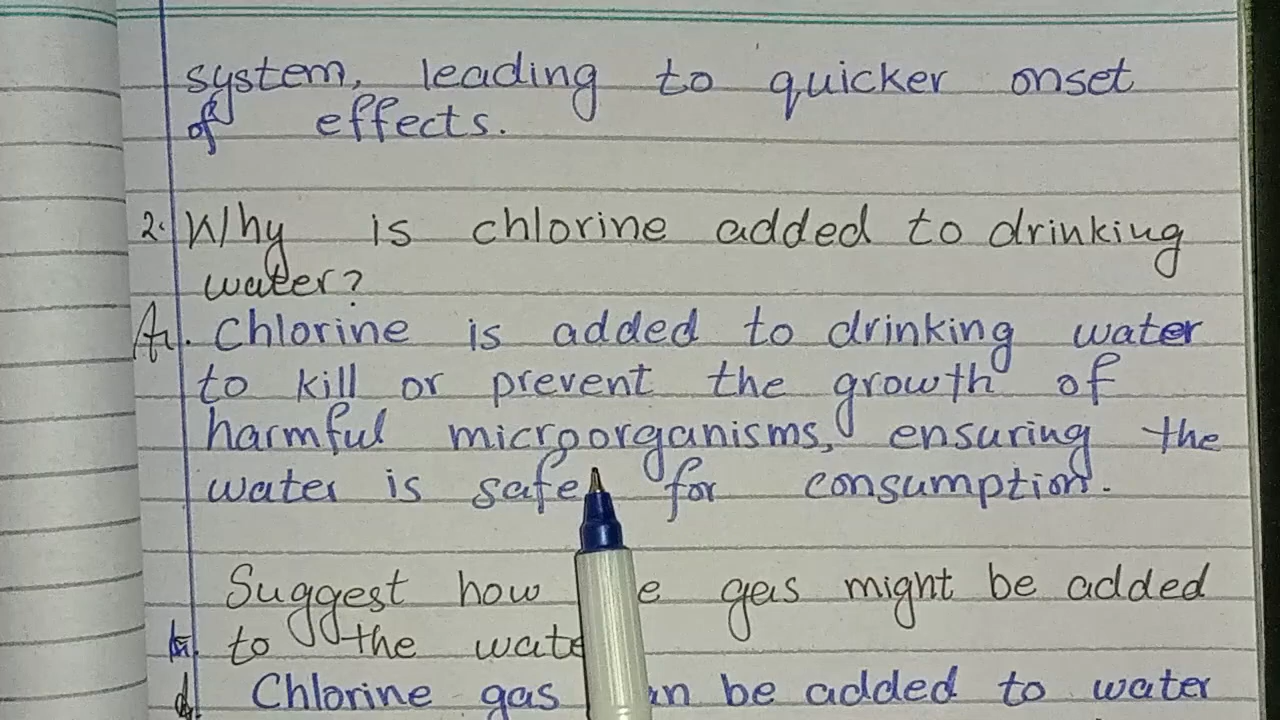 system, leading to quicker onset
of effects.
2. Why is chlorine added to drinking
water?
A. Chlorine is added to drinking water
to kill or prevent the growth of
harmful microorganisms, ensuring the
water is safe for consumption.
Suggest how gas might be added
to the
Chlorine gas be added to water